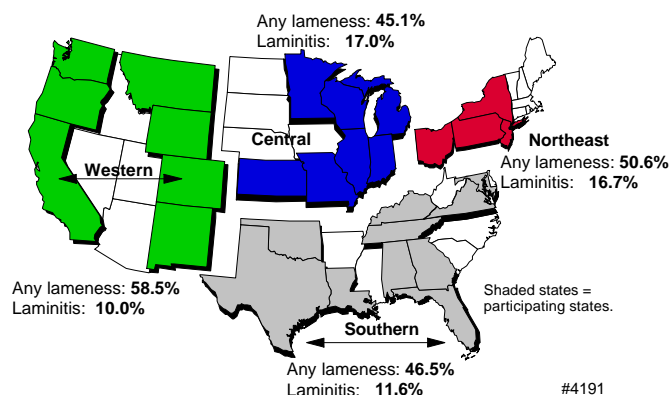 Any lameness: 45.1%
Laminitis: 17.0%
Central
Northeast
Any lameness: 50.6%
Laminitis: 16.7%
Western
Any lameness: 58.5%
Laminitis: 10.0%
Shaded states =
participating states.
Southern
Any lameness: 46.5%
Laminitis: 11.6%
#4191